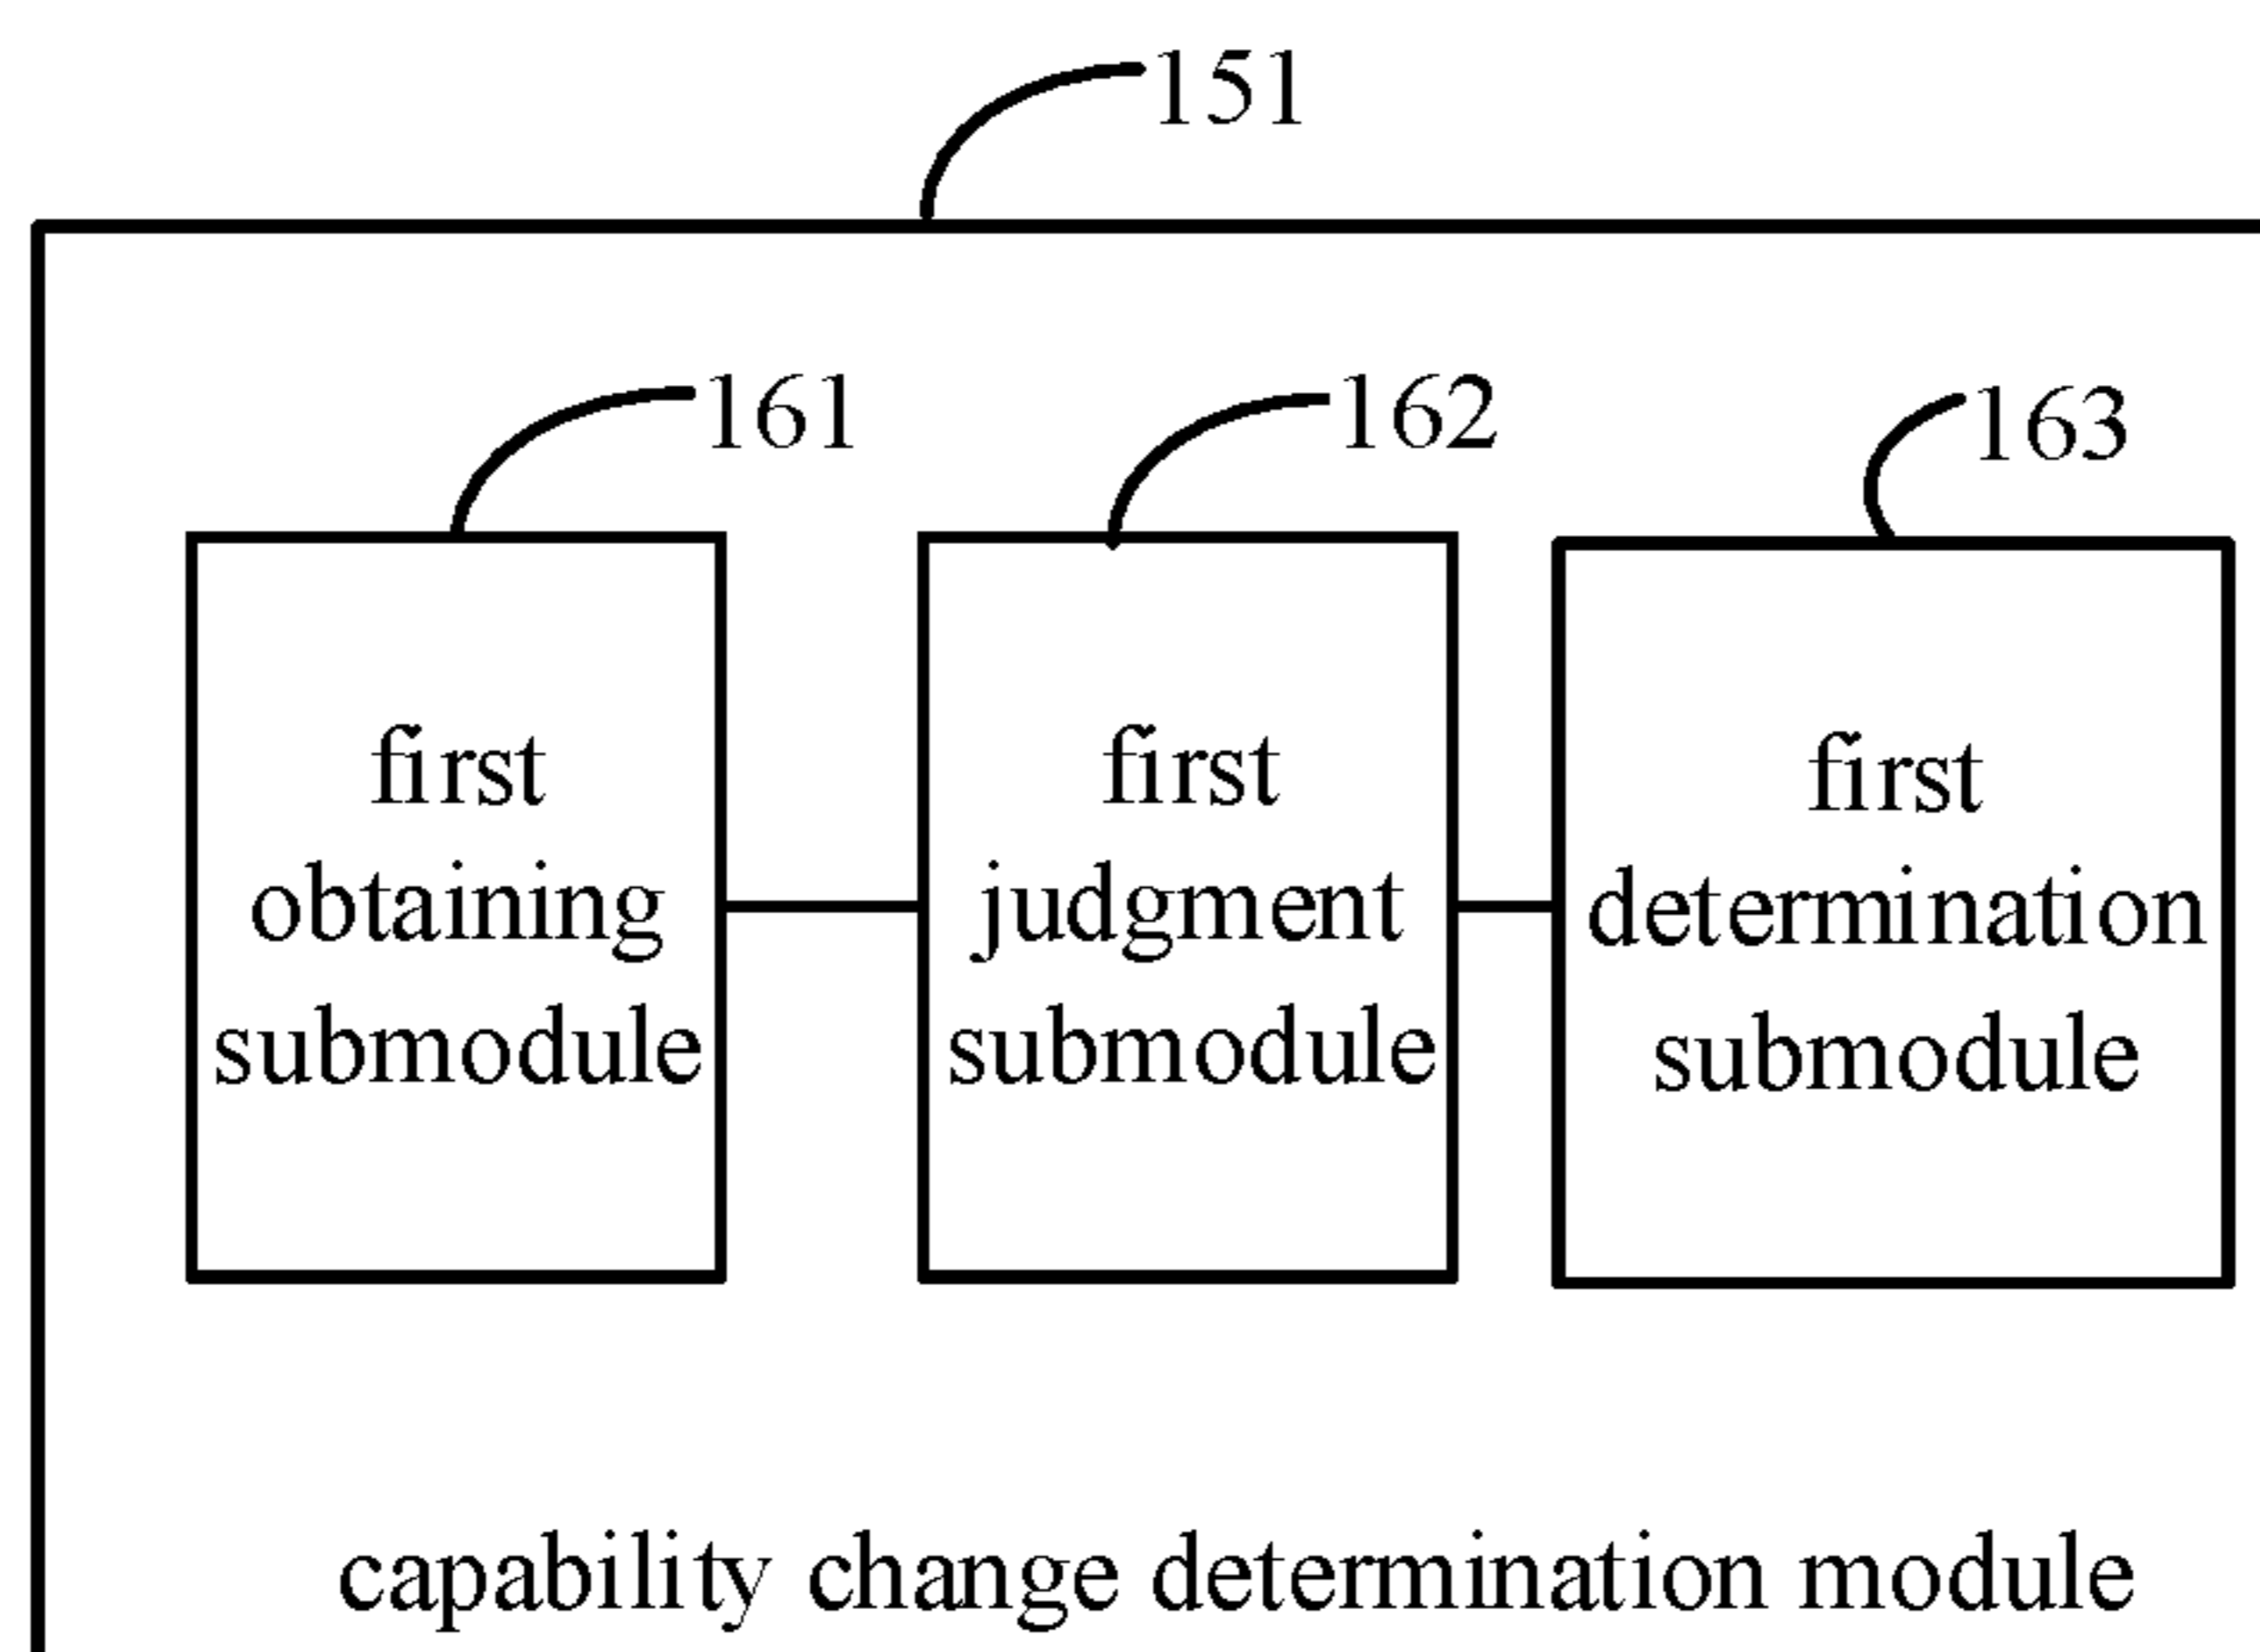 151
161
162
163
first
obtaining
submodule
first
judgment
submodule
first
determination
submodule
capability change determination module